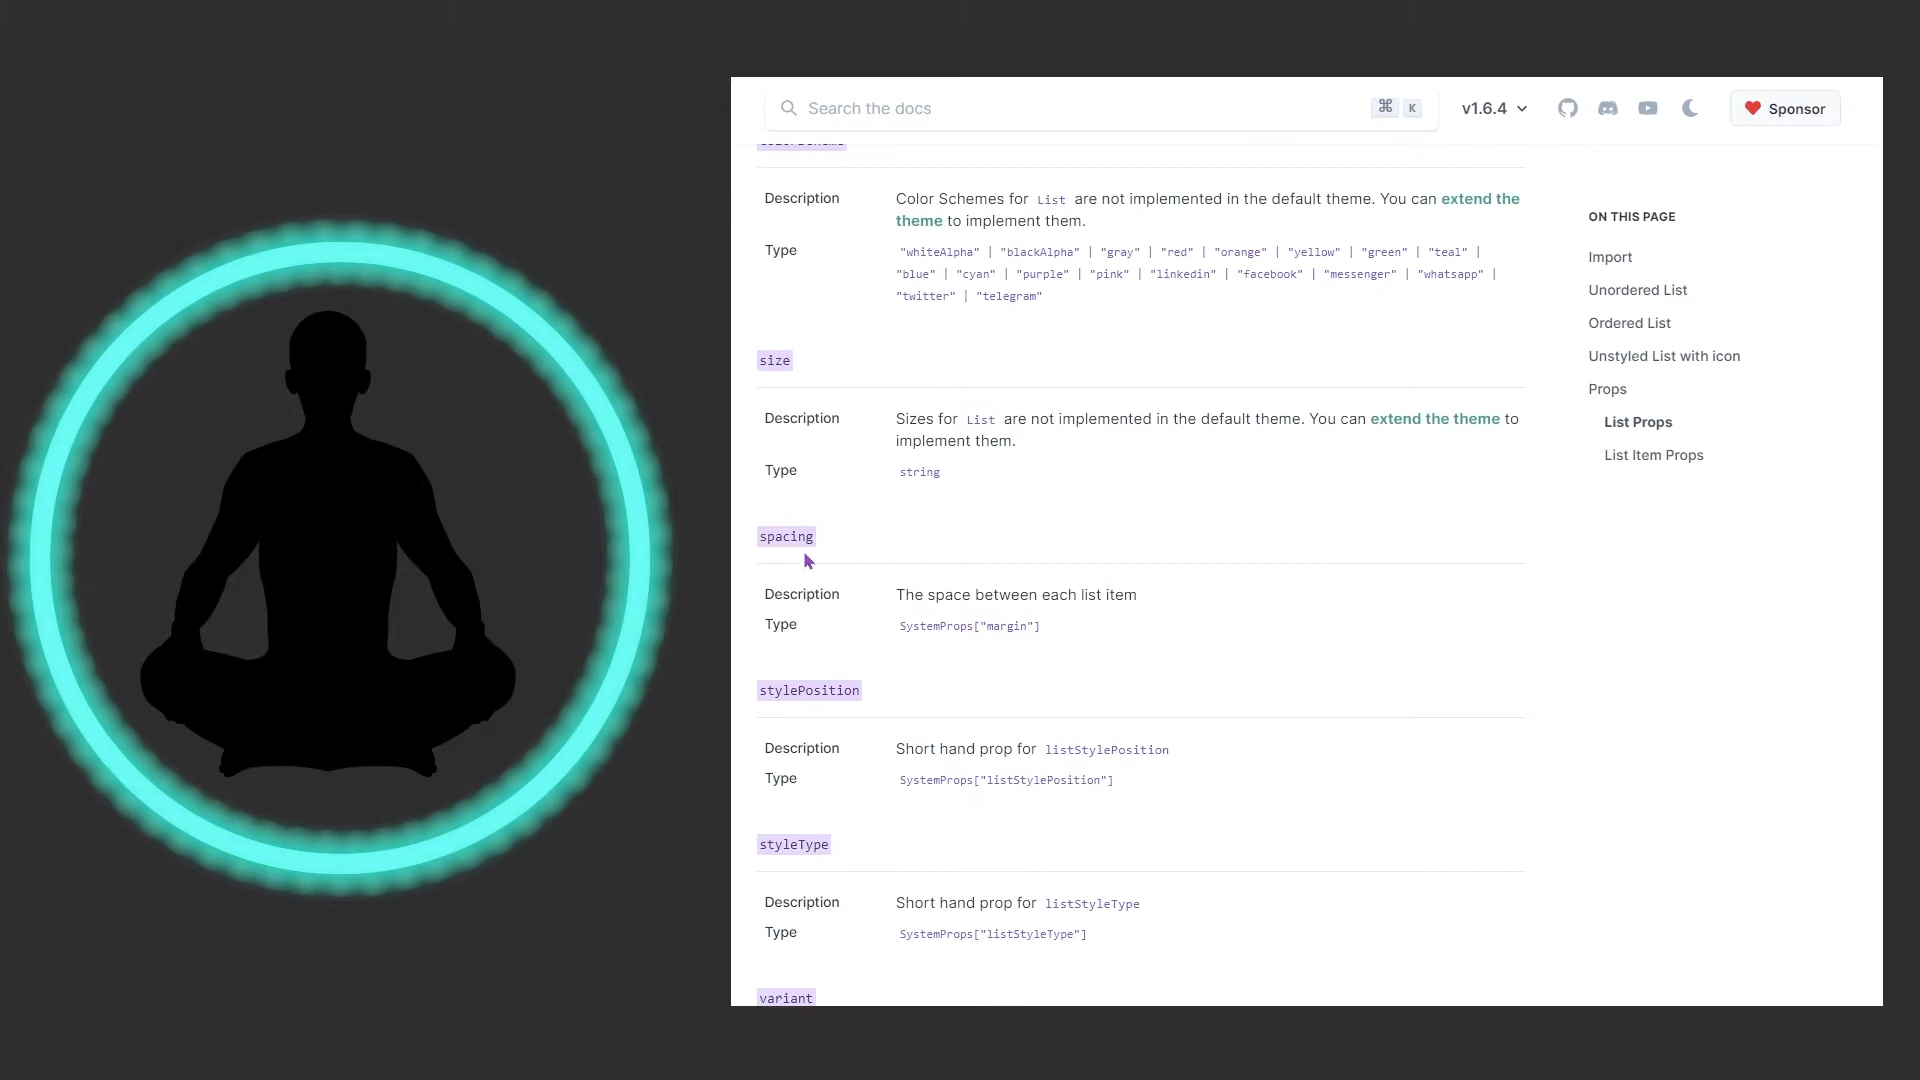 Search the docs
⌘ K
v1.6.4
Sponsor
Description Color Schemes for List are not implemented in the default theme. You can extend the
theme to implement them.
Type "whiteAlpha" | "blackAlpha" | "gray" | "red" | "orange" | "yellow" | "green" | "teal" |
"blue" | "cyan" | "purple" | "pink" | "linkedin" | "facebook" | "messenger" | "whatsapp" |
"twitter" | "telegram"
size
Description Sizes for List are not implemented in the default theme. You can extend the theme to
implement them.
Type string
spacing
Description The space between each list item
Type SystemProps["margin"]
stylePosition
Description Short hand prop for listStylePosition
Type SystemProps["listStylePosition"]
styleType
Description Short hand prop for listStyleType
Type SystemProps["listStyleType"]
variant
ON THIS PAGE
Import
Unordered List
Ordered List
Unstyled List with icon
Props
List Props
List Item Props